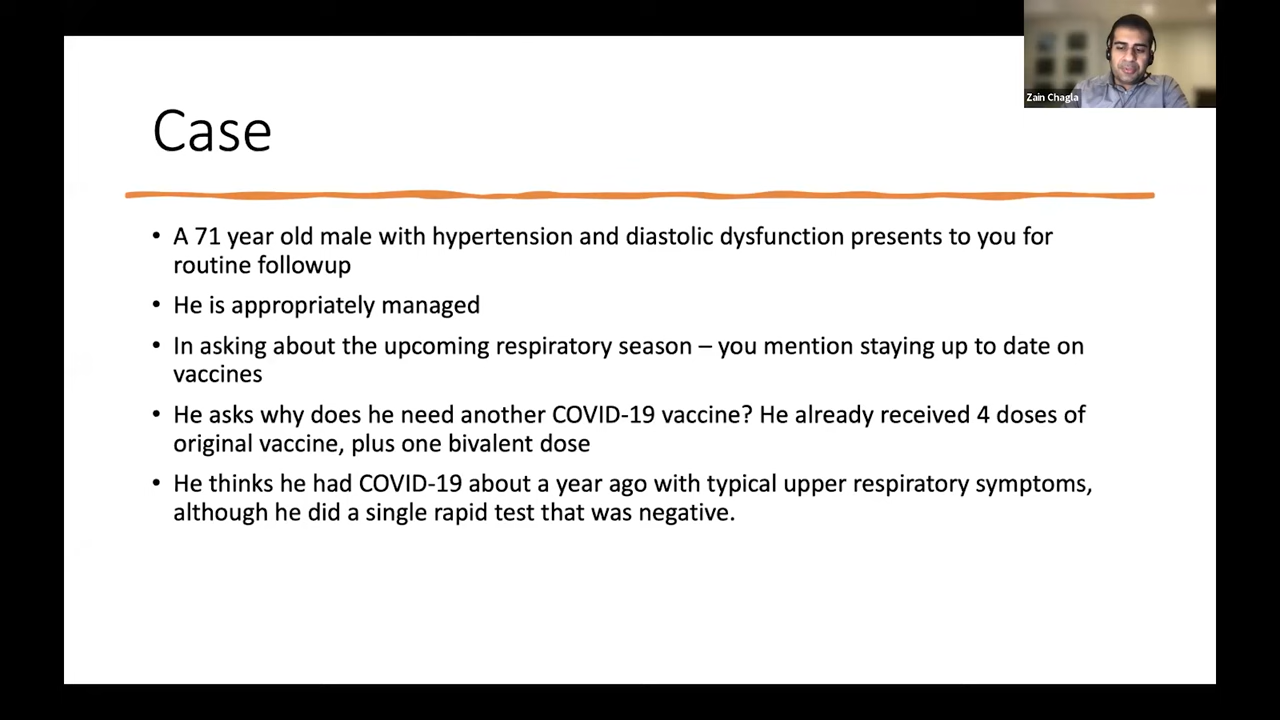 Zain Chagla
Case
• A 71 year old male with hypertension and diastolic dysfunction presents to you for
routine followup
• He is appropriately managed
• In asking about the upcoming respiratory season – you mention staying up to date on
vaccines
• He asks why does he need another COVID-19 vaccine? He already received 4 doses of
original vaccine, plus one bivalent dose
• He thinks he had COVID-19 about a year ago with typical upper respiratory symptoms,
although he did a single rapid test that was negative.